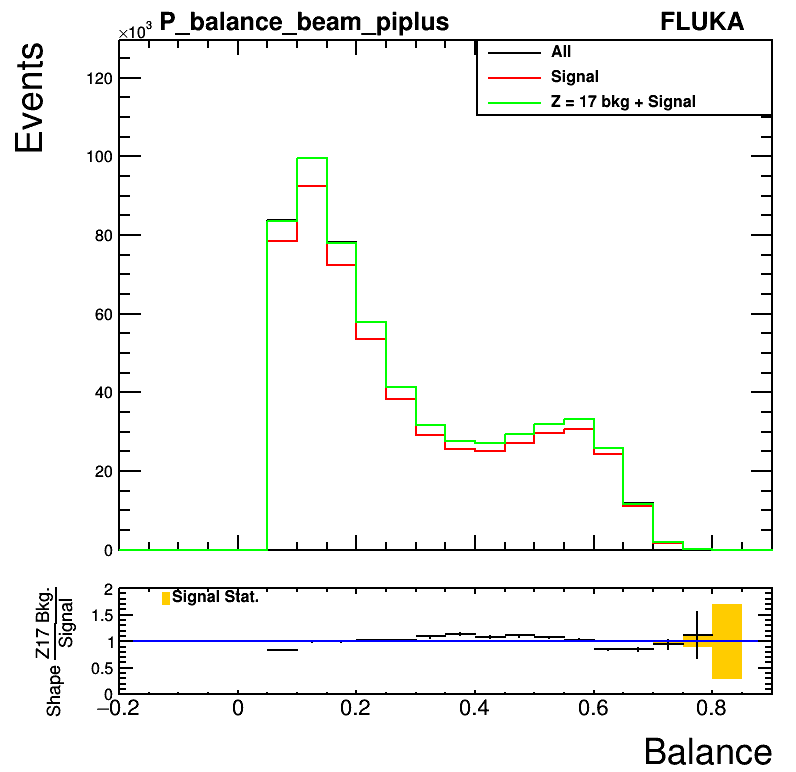 ×10³ P_balance_beam_piplus FLUKA
All
Signal
Z = 17 bkg + Signal
Events
120
100
80
60
40
20
0
Signal Stat.
Shape Z17 Bkg. / Signal
2
1.5
1
0.5
0
−0.2 0 0.2 0.4 0.6 0.8
Balance